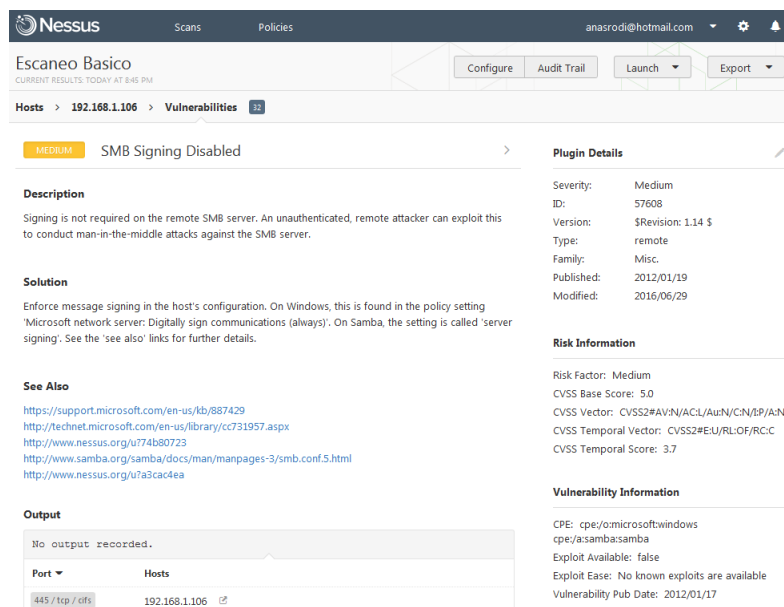 Nessus Scans Policies anasrodi@hotmail.com
Escaneo Basico
CURRENT RESULTS: TODAY AT 8:45 PM
Configure Audit Trail Launch Export
Hosts > 192.168.1.106 > Vulnerabilities 32
MEDIUM SMB Signing Disabled
Description
Signing is not required on the remote SMB server. An unauthenticated, remote attacker can exploit this
to conduct man-in-the-middle attacks against the SMB server.
Solution
Enforce message signing in the host's configuration. On Windows, this is found in the policy setting
'Microsoft network server: Digitally sign communications (always)'. On Samba, the setting is called 'server
signing'. See the 'see also' links for further details.
See Also
https://support.microsoft.com/en-us/kb/887429
http://technet.microsoft.com/en-us/library/cc731957.aspx
http://www.nessus.org/u?74b80723
http://www.samba.org/samba/docs/man/manpages-3/smb.conf.5.html
http://www.nessus.org/u?a3cac4ea
Output
No output recorded.
Port Hosts
445 / tcp / cifs 192.168.1.106
Plugin Details
Severity: Medium
ID: 57608
Version: $Revision: 1.14 $
Type: remote
Family: Misc.
Published: 2012/01/19
Modified: 2016/06/29
Risk Information
Risk Factor: Medium
CVSS Base Score: 5.0
CVSS Vector: CVSS2#AV:N/AC:L/Au:N/C:N/I:P/A:N
CVSS Temporal Vector: CVSS2#E:U/RL:OF/RC:C
CVSS Temporal Score: 3.7
Vulnerability Information
CPE: cpe:/o:microsoft:windows
cpe:/a:samba:samba
Exploit Available: false
Exploit Ease: No known exploits are available
Vulnerability Pub Date: 2012/01/17